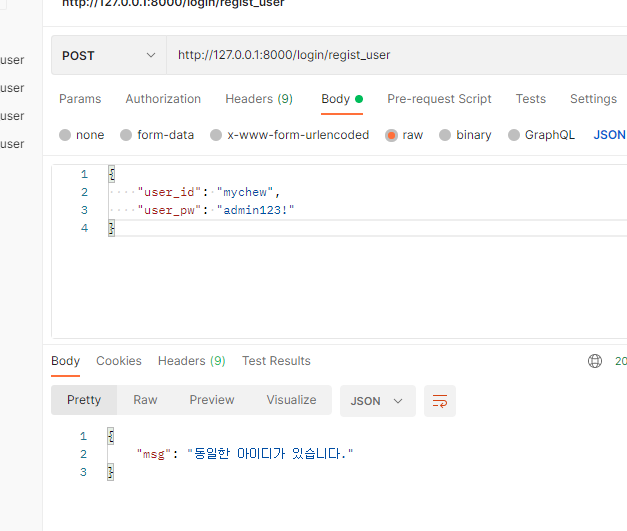 http://127.0.0.1:8000/login/regist_user
user
user
user
user
POST http://127.0.0.1:8000/login/regist_user
Params Authorization Headers (9) Body Pre-request Script Tests Settings
none form-data x-www-form-urlencoded raw binary GraphQL JSON
1 {
2 "user_id": "mychew",
3 "user_pw": "admin123!"
4 }
Body Cookies Headers (9) Test Results 20
Pretty Raw Preview Visualize JSON
1 {
2 "msg": "동일한 아이디가 있습니다."
3 }